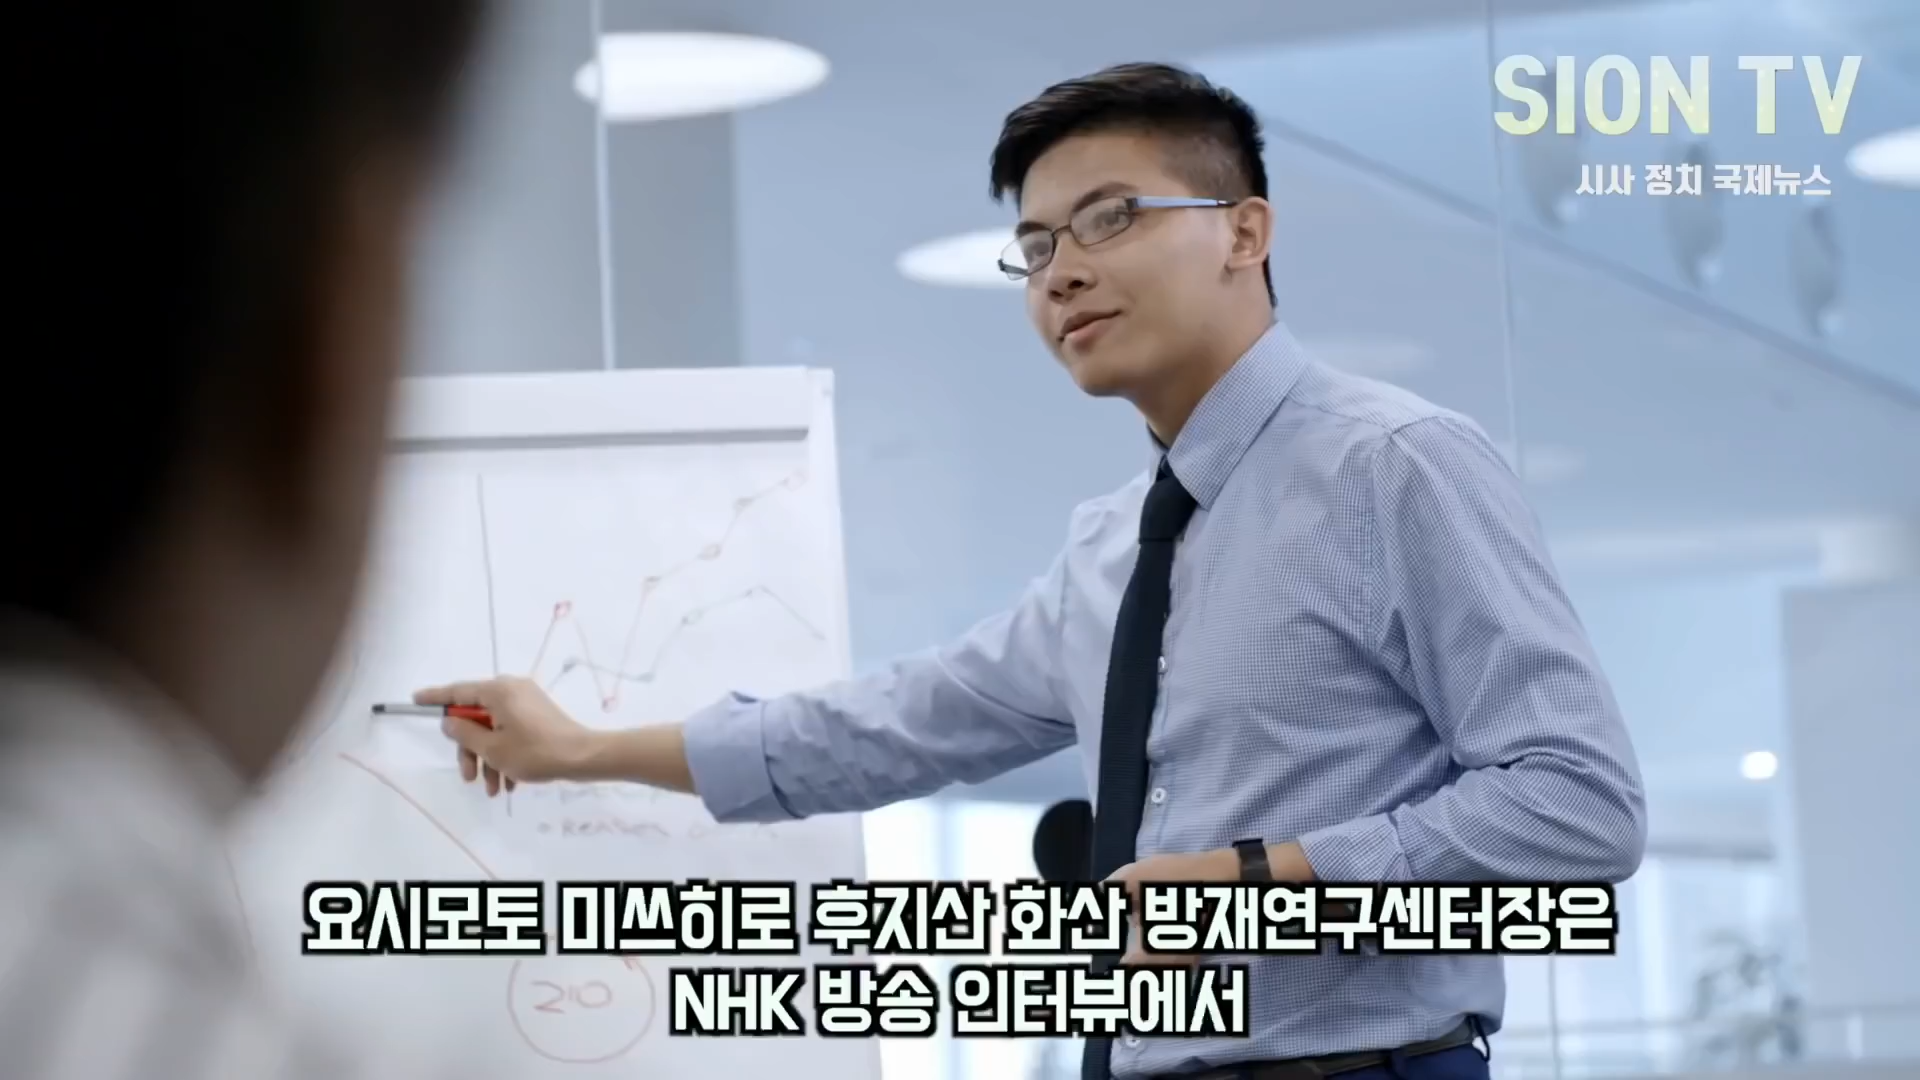 SION TV
시사 정치 국제뉴스
210
요시모토 미쓰히로 후지산 화산 방재연구센터장은
NHK 방송 인터뷰에서